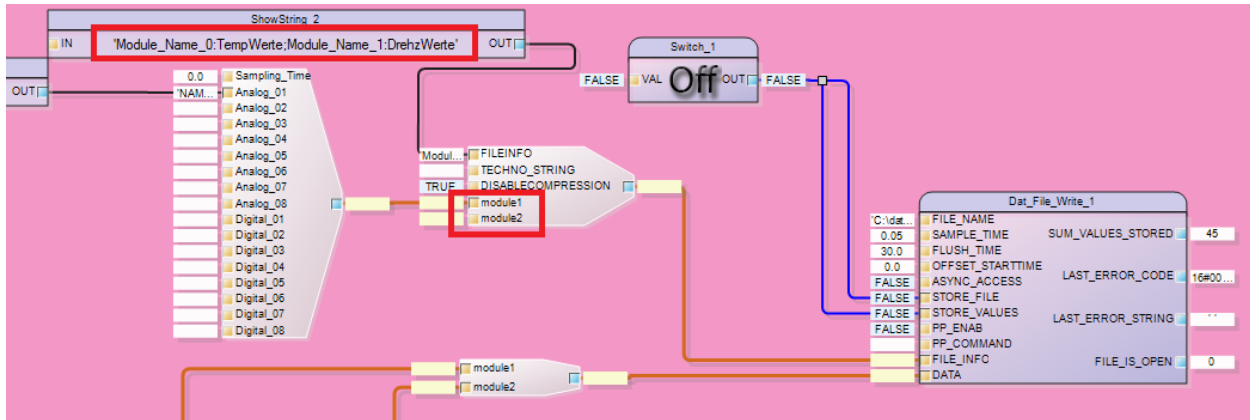 ShowString_2
IN 'Module_Name_0:TempWerte;Module_Name_1:DrehzWerte' OUT
OUT
0.0 Sampling_Time
'NAM... Analog_01
Analog_02
Analog_03
Analog_04
Analog_05
Analog_06
Analog_07
Analog_08
Digital_01
Digital_02
Digital_03
Digital_04
Digital_05
Digital_06
Digital_07
Digital_08
Switch_1
FALSE VAL Off OUT FALSE
'Modul... FILEINFO
TECHNO_STRING
TRUE DISABLECOMPRESSION
module1
module2
Dat_File_Write_1
'C:\dat... FILE_NAME
0.05 SAMPLE_TIME SUM_VALUES_STORED 45
30.0 FLUSH_TIME
0.0 OFFSET_STARTTIME
FALSE ASYNC_ACCESS LAST_ERROR_CODE 16#00...
FALSE STORE_FILE
FALSE STORE_VALUES LAST_ERROR_STRING ' '
FALSE PP_ENAB
PP_COMMAND
FILE_INFO FILE_IS_OPEN 0
DATA
module1
module2